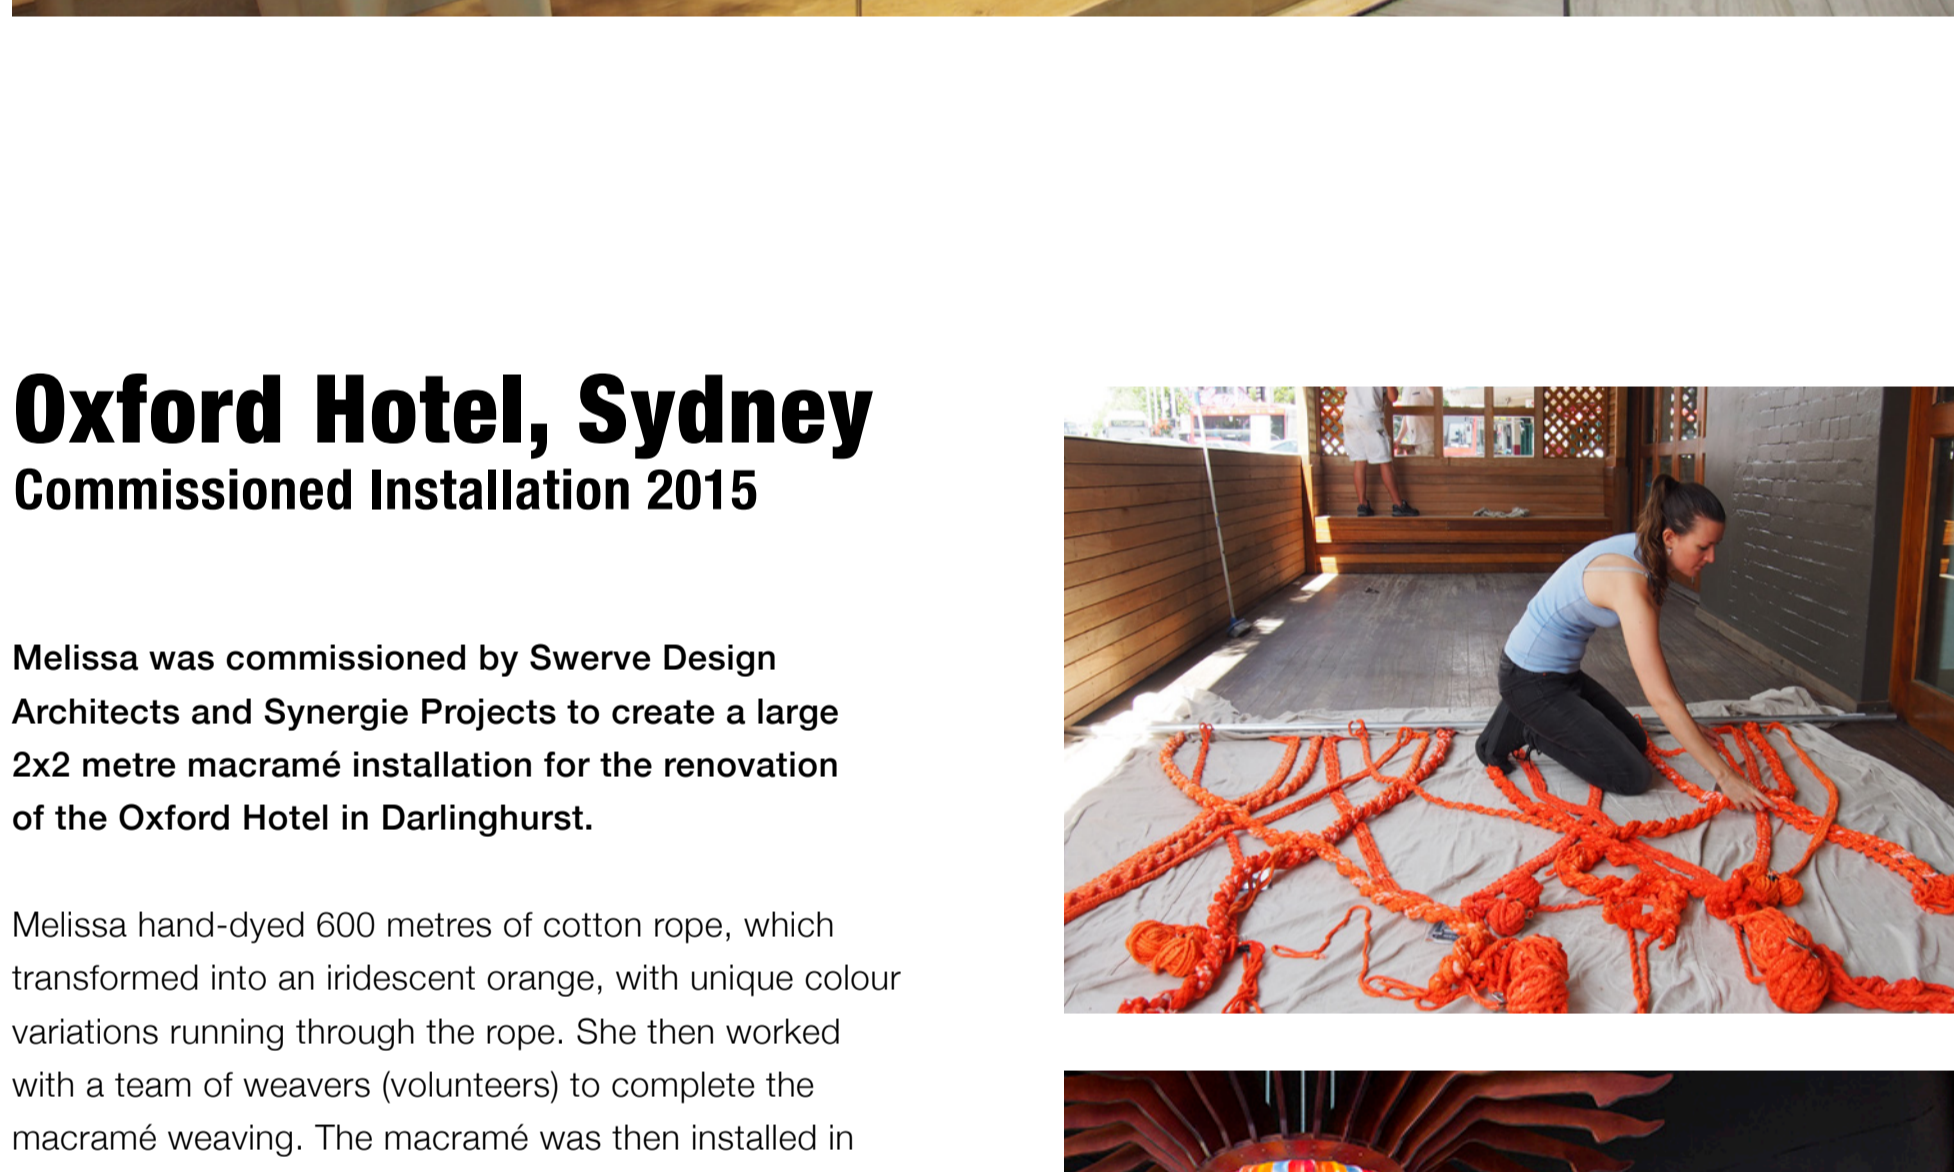 Oxford Hotel, Sydney
Commissioned Installation 2015
Melissa was commissioned by Swerve Design
Architects and Synergie Projects to create a large
2x2 metre macramé installation for the renovation
of the Oxford Hotel in Darlinghurst.
Melissa hand-dyed 600 metres of cotton rope, which
transformed into an iridescent orange, with unique colour
variations running through the rope. She then worked
with a team of weavers (volunteers) to complete the
macramé weaving. The macramé was then installed in